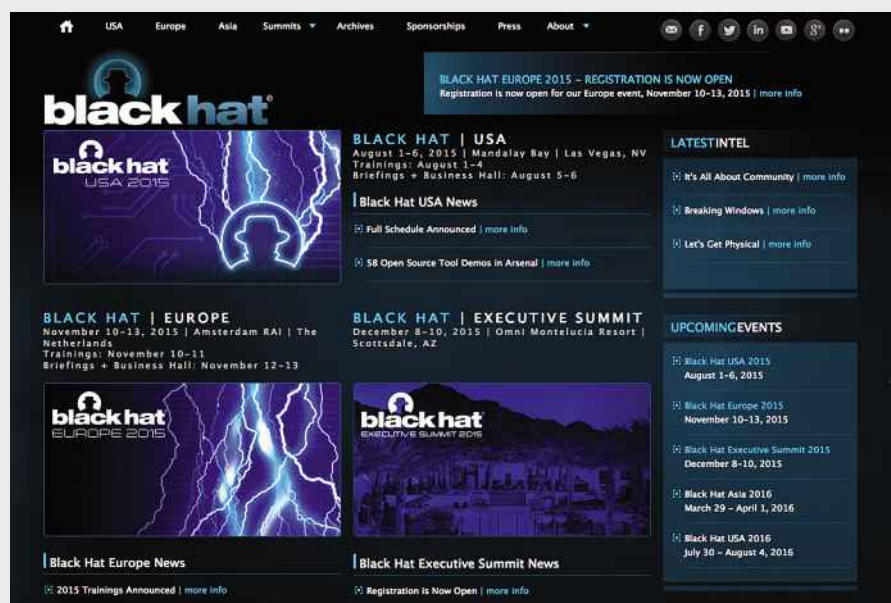 USA Europe Asia Summits Archives Sponsorships Press About
BLACK HAT EUROPE 2015 – REGISTRATION IS NOW OPEN
Registration is now open for our Europe event, November 10-13, 2015 | more info
black hat
black hat
USA 2015
BLACK HAT | USA
August 1-6, 2015 | Mandalay Bay | Las Vegas, NV
Trainings: August 1-4
Briefings + Business Hall: August 5-6
Black Hat USA News
Full Schedule Announced | more info
58 Open Source Tool Demos in Arsenal | more info
LATESTINTEL
It's All About Community | more info
Breaking Windows | more info
Let's Get Physical | more info
BLACK HAT | EUROPE
November 10-13, 2015 | Amsterdam RAI | The
Netherlands
Trainings: November 10-11
Briefings + Business Hall: November 12-13
black hat
EUROPE 2015
Black Hat Europe News
2015 Trainings Announced | more info
BLACK HAT | EXECUTIVE SUMMIT
December 8-10, 2015 | Omni Montelucia Resort |
Scottsdale, AZ
black hat
EXECUTIVE SUMMIT 2015
Black Hat Executive Summit News
Registration is Now Open | more info
UPCOMINGEVENTS
Black Hat USA 2015
August 1-6, 2015
Black Hat Europe 2015
November 10-13, 2015
Black Hat Executive Summit 2015
December 8-10, 2015
Black Hat Asia 2016
March 29 - April 1, 2016
Black Hat USA 2016
July 30 - August 4, 2016